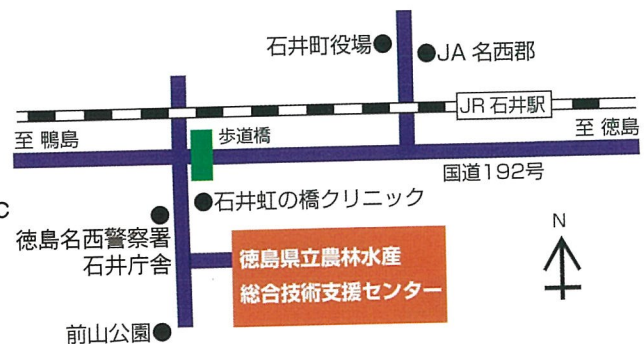 石井町役場
JA 名西郡
JR 石井駅
至 鴨島
歩道橋
至 徳島
国道192号
石井虹の橋クリニック
C
徳島名西警察署
石井庁舎
徳島県立農林水産
総合技術支援センター
N
前山公園